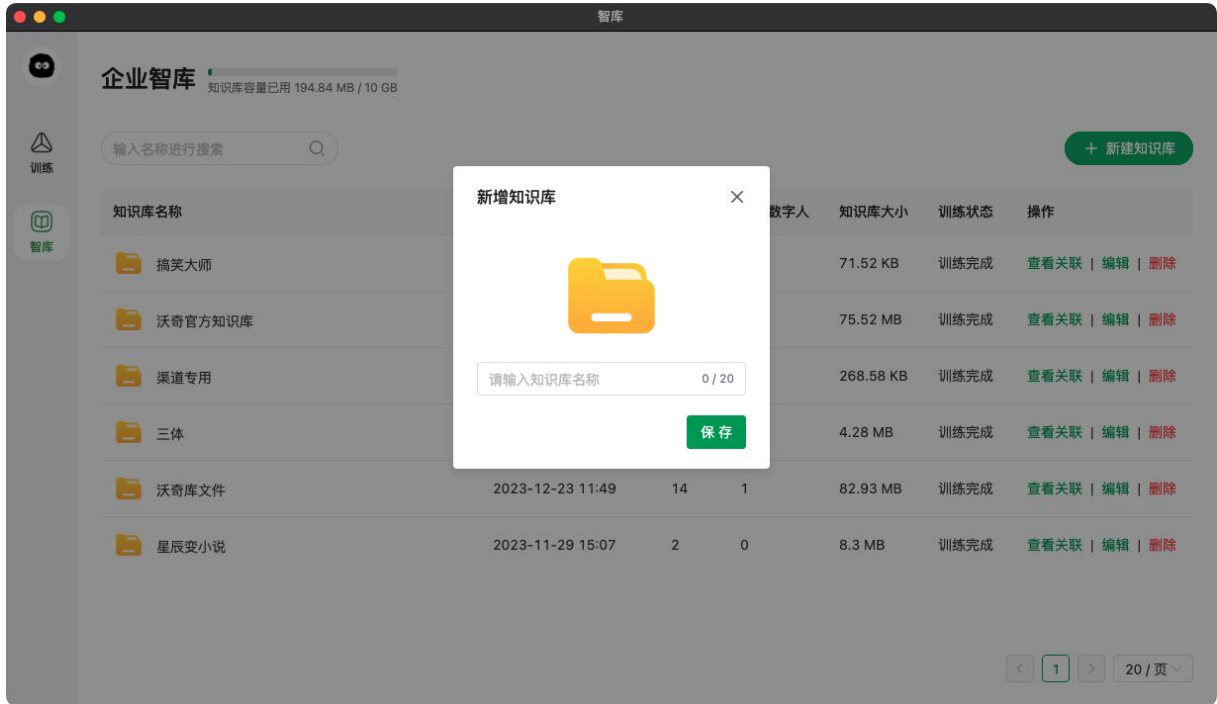 智库
企业智库
知识库容量已用 194.84 MB / 10 GB
训练
智库
输入名称进行搜索
+ 新建知识库
知识库名称 数字人 知识库大小 训练状态 操作
搞笑大师 71.52 KB 训练完成 查看关联 | 编辑 | 删除
沃奇官方知识库 75.52 MB 训练完成 查看关联 | 编辑 | 删除
渠道专用 268.58 KB 训练完成 查看关联 | 编辑 | 删除
三体 4.28 MB 训练完成 查看关联 | 编辑 | 删除
沃奇库文件 2023-12-23 11:49 14 1 82.93 MB 训练完成 查看关联 | 编辑 | 删除
星辰变小说 2023-11-29 15:07 2 0 8.3 MB 训练完成 查看关联 | 编辑 | 删除
新增知识库
请输入知识库名称 0 / 20
保存
1 20 / 页